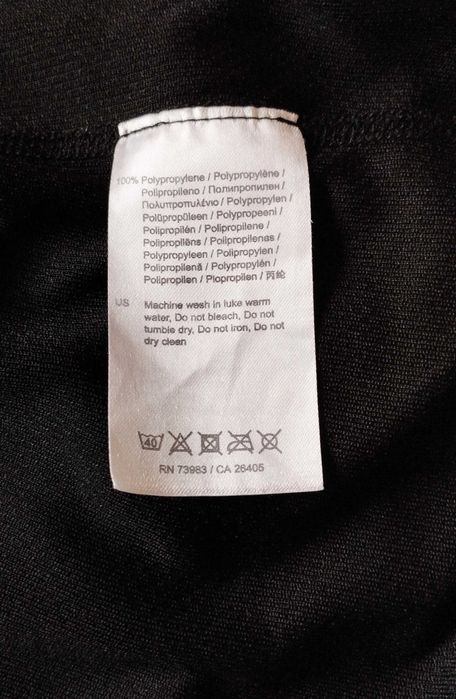 100% Polypropylene / Polypropylène /
Polipropileno / Полипропилен /
Πολυπροπυλένιο / Polypropylen /
Polüpropüleen / Polypropeeni /
Polipropilén / Polipropilene /
Polipropilēns / Poilpropilenas /
Polypropyleen / Polipropylen /
Polipropilenă / Polypropylén /
Polipropilen / Plopropilen / 丙纶
US Machine wash in luke warm
water, Do not bleach, Do not
tumble dry, Do not iron, Do not
dry clean
40
RN 73983 / CA 26405